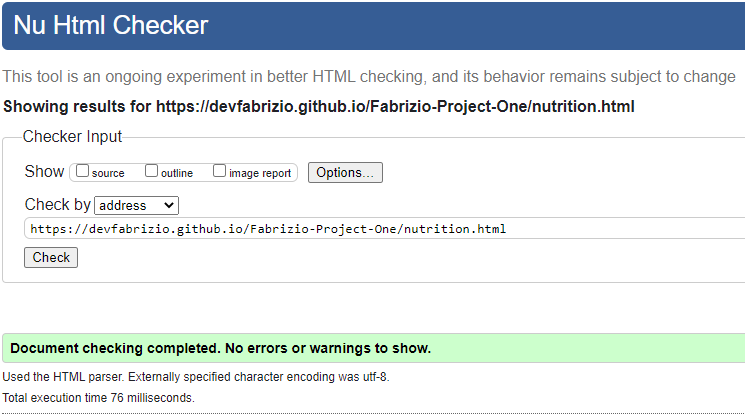 Nu Html Checker
This tool is an ongoing experiment in better HTML checking, and its behavior remains subject to change
Showing results for https://devfabrizio.github.io/Fabrizio-Project-One/nutrition.html
Checker Input
Show source outline image report Options...
Check by address
https://devfabrizio.github.io/Fabrizio-Project-One/nutrition.html
Check
Document checking completed. No errors or warnings to show.
Used the HTML parser. Externally specified character encoding was utf-8.
Total execution time 76 milliseconds.